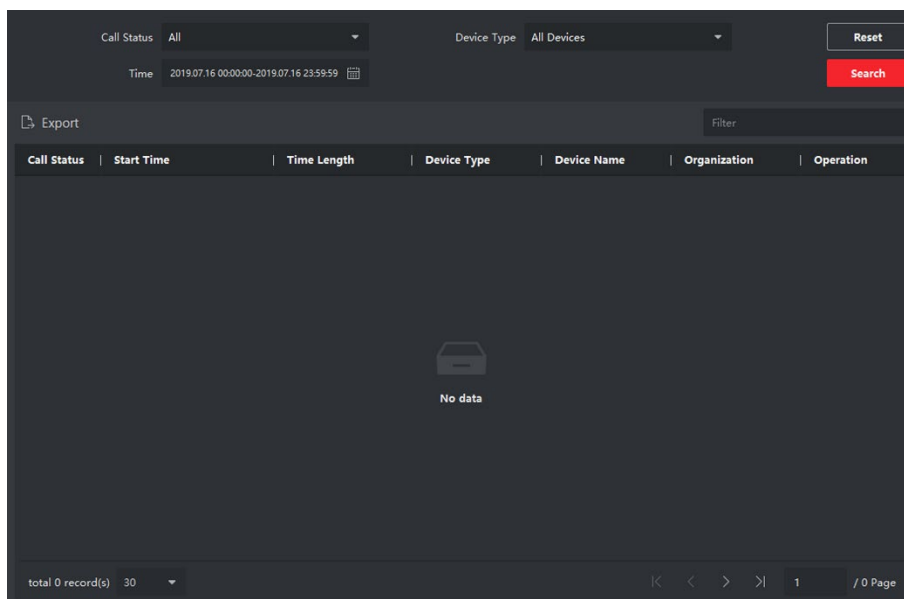 Call Status All Device Type All Devices Reset
Time 2019.07.16 00:00:00-2019.07.16 23:59:59 Search
Export Filter
Call Status | Start Time | Time Length | Device Type | Device Name | Organization | Operation
No data
total 0 record(s) 30 1 / 0 Page